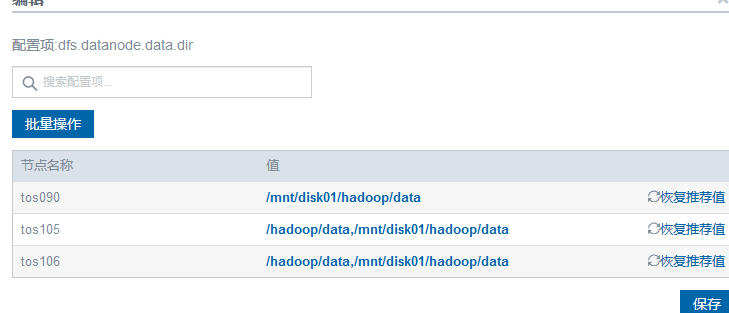 编辑
配置项:dfs.datanode.data.dir
搜索配置项...
批量操作
节点名称 值
tos090 /mnt/disk01/hadoop/data 恢复推荐值
tos105 /hadoop/data,/mnt/disk01/hadoop/data 恢复推荐值
tos106 /hadoop/data,/mnt/disk01/hadoop/data 恢复推荐值
保存